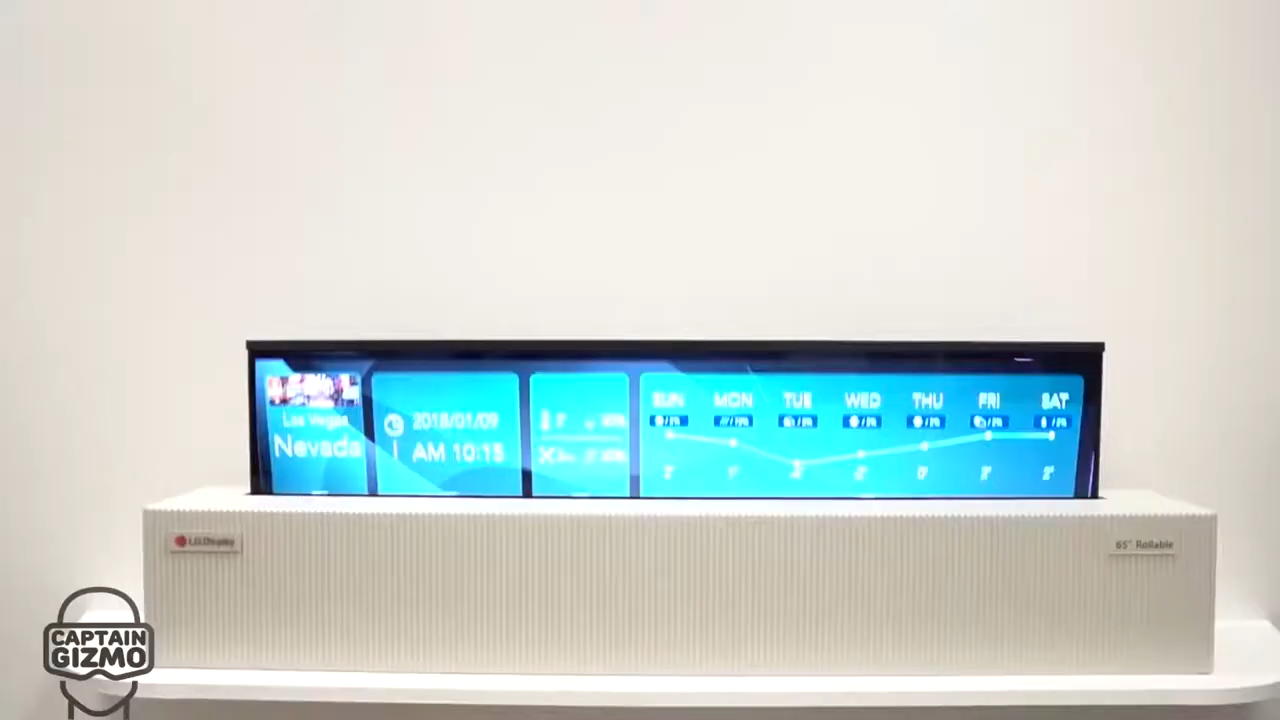 Las Vegas
Nevada
2018/01/09
AM 10:15
SUN MON TUE WED THU FRI SAT
LG Display
65" Rollable
CAPTAIN
GIZMO